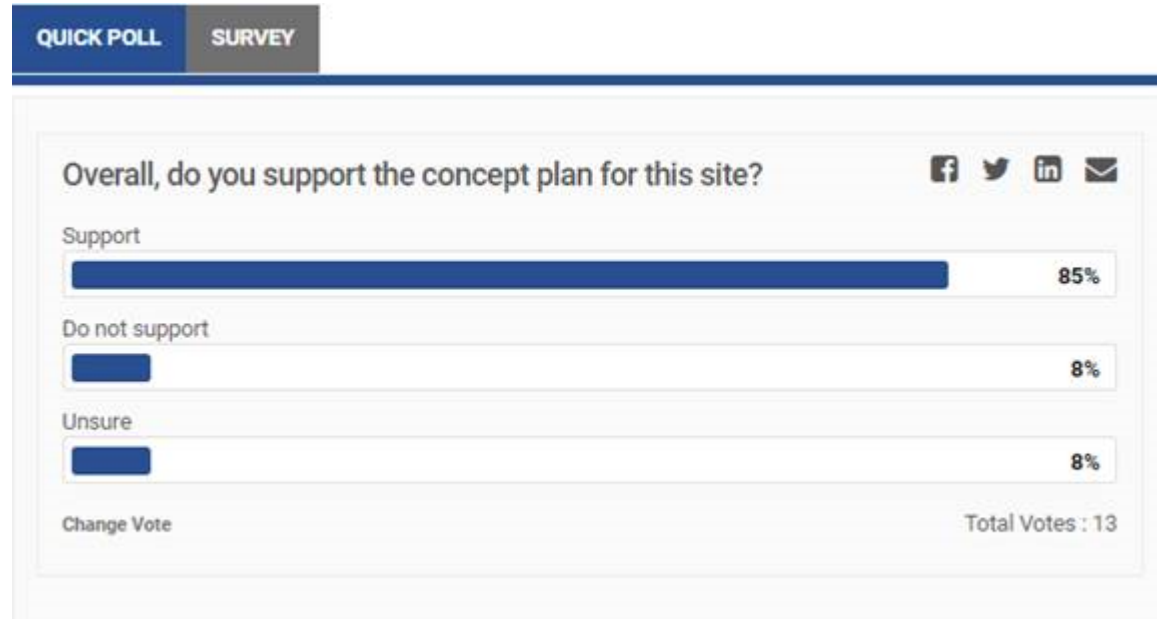 QUICK POLL SURVEY
Overall, do you support the concept plan for this site?
Support
85%
Do not support
8%
Unsure
8%
Change Vote Total Votes : 13